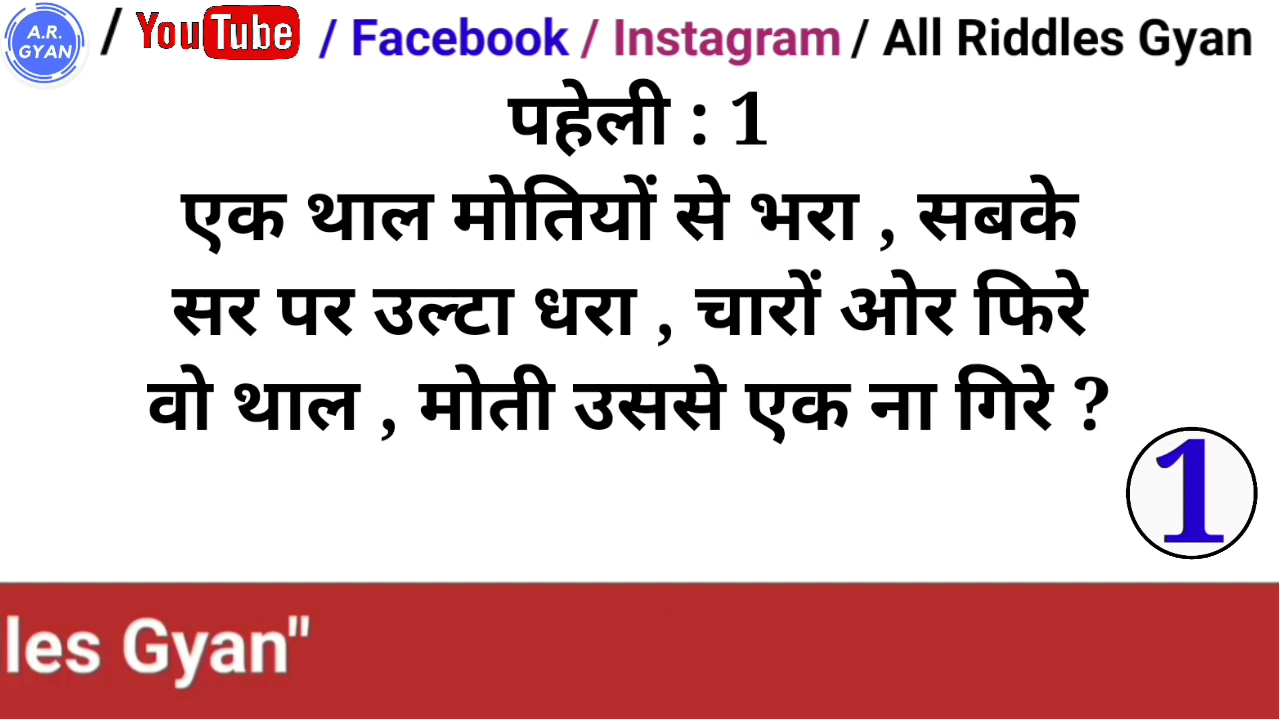 A.R. GYAN / YouTube / Facebook / Instagram / All Riddles Gyan
पहेली : 1
एक थाल मोतियों से भरा , सबके
सर पर उल्टा धरा , चारों ओर फिरे
वो थाल , मोती उससे एक ना गिरे ?
1
les Gyan"